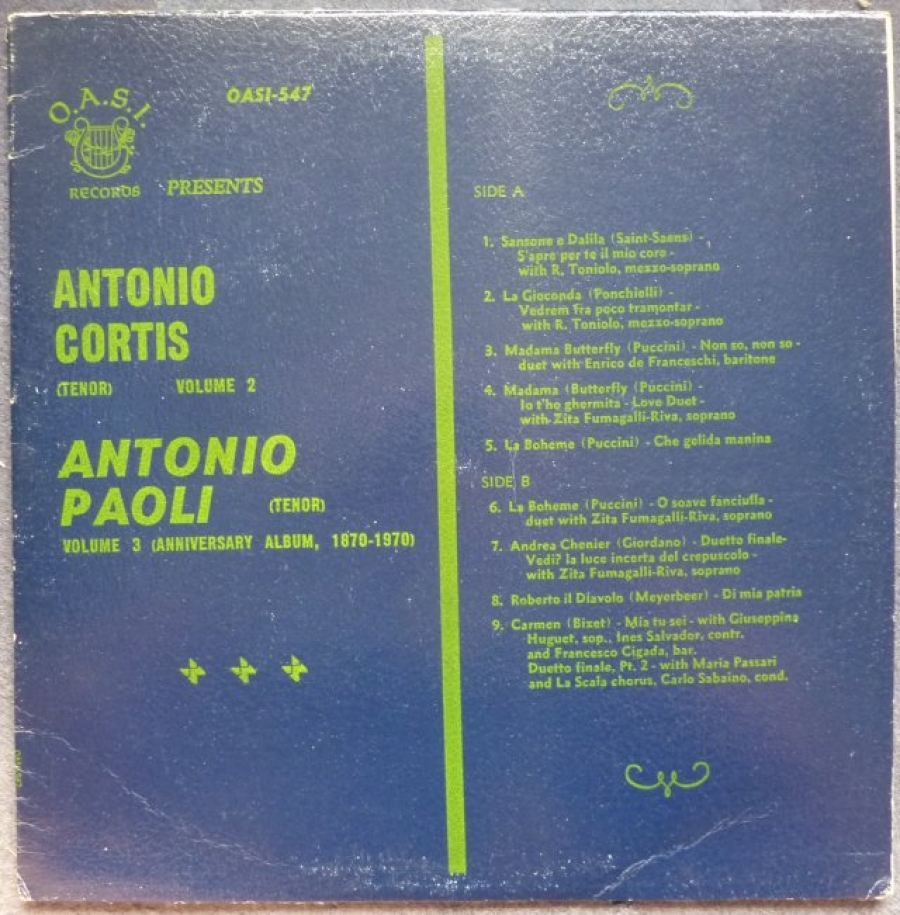 O.A.S.I.
RECORDS
OASI-547
PRESENTS
ANTONIO
CORTIS
(TENOR) VOLUME 2
ANTONIO
PAOLI (TENOR)
VOLUME 3 (ANNIVERSARY ALBUM, 1870-1970)
SIDE A
1. Sansone e Dalila (Saint-Saens) -
S'apre per te il mio core -
with R. Toniolo, mezzo-soprano
2. La Gioconda (Ponchielli) -
Vedrem fra poco tramontar -
with R. Toniolo, mezzo-soprano
3. Madama Butterfly (Puccini) - Non so, non so -
duet with Enrico de Franceschi, baritone
4. Madama (Butterfly (Puccini) -
Io t'ho ghermita - Love Duet -
with Zita Fumagalli-Riva, soprano
5. La Boheme (Puccini) - Che gelida manina
SIDE B
6. La Boheme (Puccini) - O soave fanciulla -
duet with Zita Fumagalli-Riva, soprano
7. Andrea Chenier (Giordano) - Duetto finale-
Vedi? la luce incerta del crepuscolo -
with Zita Fumagalli-Riva, soprano
8. Roberto il Diavolo (Meyerbeer) - Di mia patria
9. Carmen (Bizet) - Mia tu sei - with Giuseppina
Huguet, sop., Ines Salvador, contr.
and Francesco Cigada, bar.
Duetto finale, Pt. 2 - with Maria Passari
and La Scala chorus, Carlo Sabaino, cond.